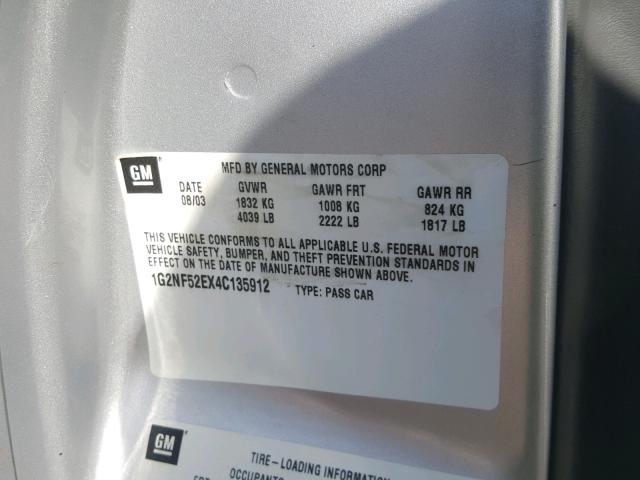 GM
MFD BY GENERAL MOTORS CORP
DATE GVWR GAWR FRT GAWR RR
08/03 1832 KG 1008 KG 824 KG
4039 LB 2222 LB 1817 LB
THIS VEHICLE CONFORMS TO ALL APPLICABLE U.S. FEDERAL MOTOR
VEHICLE SAFETY, BUMPER, AND THEFT PREVENTION STANDARDS IN
EFFECT ON THE DATE OF MANUFACTURE SHOWN ABOVE.
1G2NF52EX4C135912 TYPE: PASS CAR
GM
TIRE-LOADING INFORMATION
OCCUPANTS